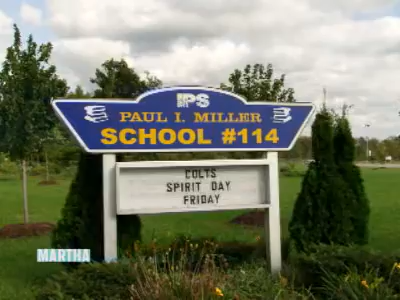 IPS
PAUL I. MILLER
SCHOOL #114
COLTS
SPIRIT DAY
FRIDAY
MARTHA